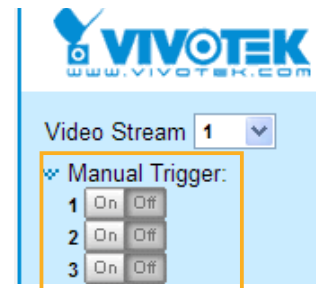 VIVOTEK
www.vivotek.com
Video Stream 1
Manual Trigger:
1 On Off
2 On Off
3 On Off